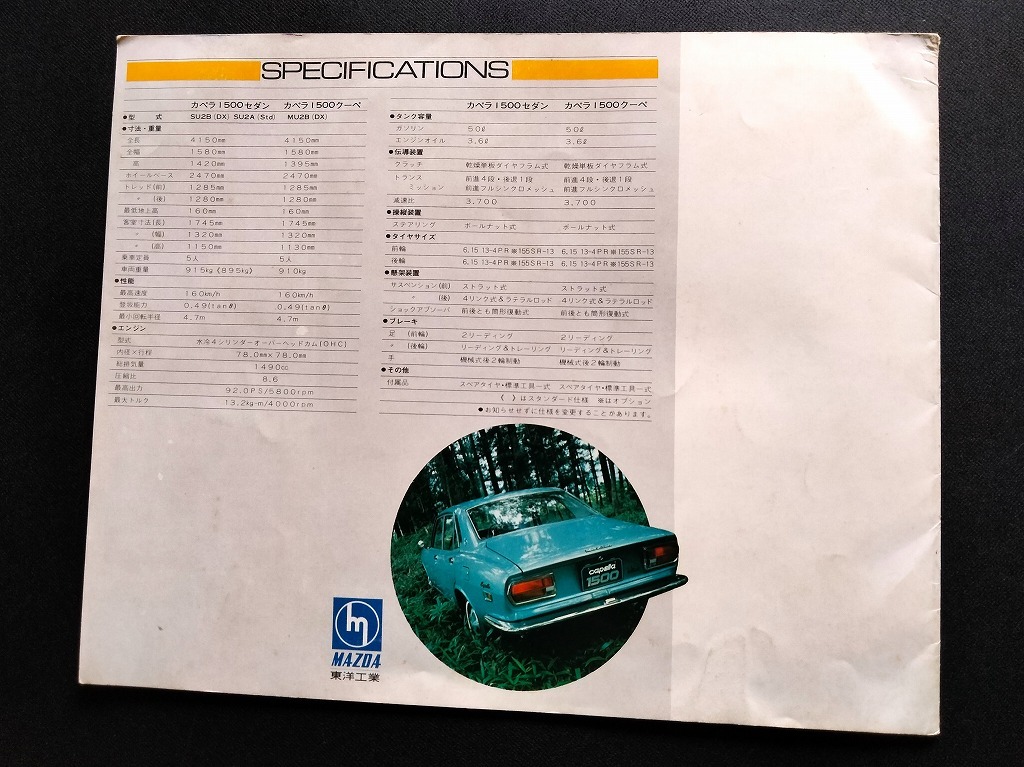 SPECIFICATIONS
カペラ1500セダン カペラ1500クーペ
●型 式 SU2B(DX) SU2A(Std) MU2B(DX)
●寸法・重量
全長 4150mm 4150mm
全幅 1580mm 1580mm
高 1420mm 1395mm
ホイールベース 2470mm 2470mm
トレッド(前) 1285mm 1285mm
〃 (後) 1280mm 1280mm
最低地上高 160mm 160mm
客室寸法(長) 1745mm 1745mm
〃 (幅) 1320mm 1320mm
〃 (高) 1150mm 1130mm
乗車定員 5人 5人
車両重量 915kg《895kg》 910kg
●性能
最高速度 160km/h 160km/h
登坂能力 0.49(tanθ) 0.49(tanθ)
最小回転半径 4.7m 4.7m
●エンジン
型式 水冷4シリンダーオーバーヘッドカム(OHC)
内径×行程 78.0mm×78.0mm
総排気量 1490cc
圧縮比 8.6
最高出力 92.0PS/5800rpm
最大トルク 13.2kg-m/4000rpm
カペラ1500セダン カペラ1500クーペ
●タンク容量
ガソリン 50ℓ 50ℓ
エンジンオイル 3.6ℓ 3.6ℓ
●伝導装置
クラッチ 乾燥単板ダイヤフラム式 乾燥単板ダイヤフラム式
トランス 前進4段・後退1段 前進4段・後退1段
ミッション 前進フルシンクロメッシュ 前進フルシンクロメッシュ
減速比 3.700 3.700
●操縦装置
ステアリング ボールナット式 ボールナット式
●タイヤサイズ
前輪 6.15 13-4PR※155SR-13 6.15 13-4PR※155SR-13
後輪 6.15 13-4PR※155SR-13 6.15 13-4PR※155SR-13
●懸架装置
サスペンション(前) ストラット式 ストラット式
〃 (後) 4リンク式&ラテラルロッド 4リンク式&ラテラルロッド
ショックアブソーバ 前後とも筒形復動式 前後とも筒形復動式
●ブレーキ
足 (前輪) 2リーディング 2リーディング
〃 (後輪) リーディング&トレーリング リーディング&トレーリング
手 機械式後2輪制動 機械式後2輪制動
●その他
付属品 スペアタイヤ・標準工具一式 スペアタイヤ・標準工具一式
《 》はスタンダード仕様 ※はオプション
●お知らせせずに仕様を変更することがあります。
capella
1500
MAZDA
東洋工業